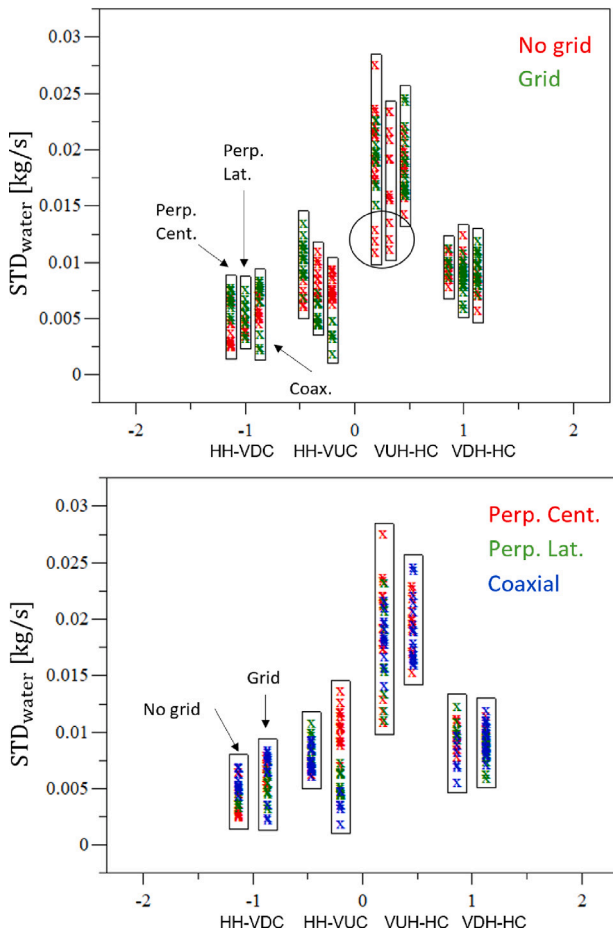 0.03
0.025
0.02
0.015
0.01
0.005
0
STD_water [kg/s]
No grid
Grid
Perp.
Lat.
Perp.
Cent.
Coax.
-2 -1 0 1 2
HH-VDC HH-VUC VUH-HC VDH-HC
0.03
0.025
0.02
0.015
0.01
0.005
0
STD_water [kg/s]
Perp. Cent.
Perp. Lat.
Coaxial
Grid
No grid
-2 -1 0 1 2
HH-VDC HH-VUC VUH-HC VDH-HC